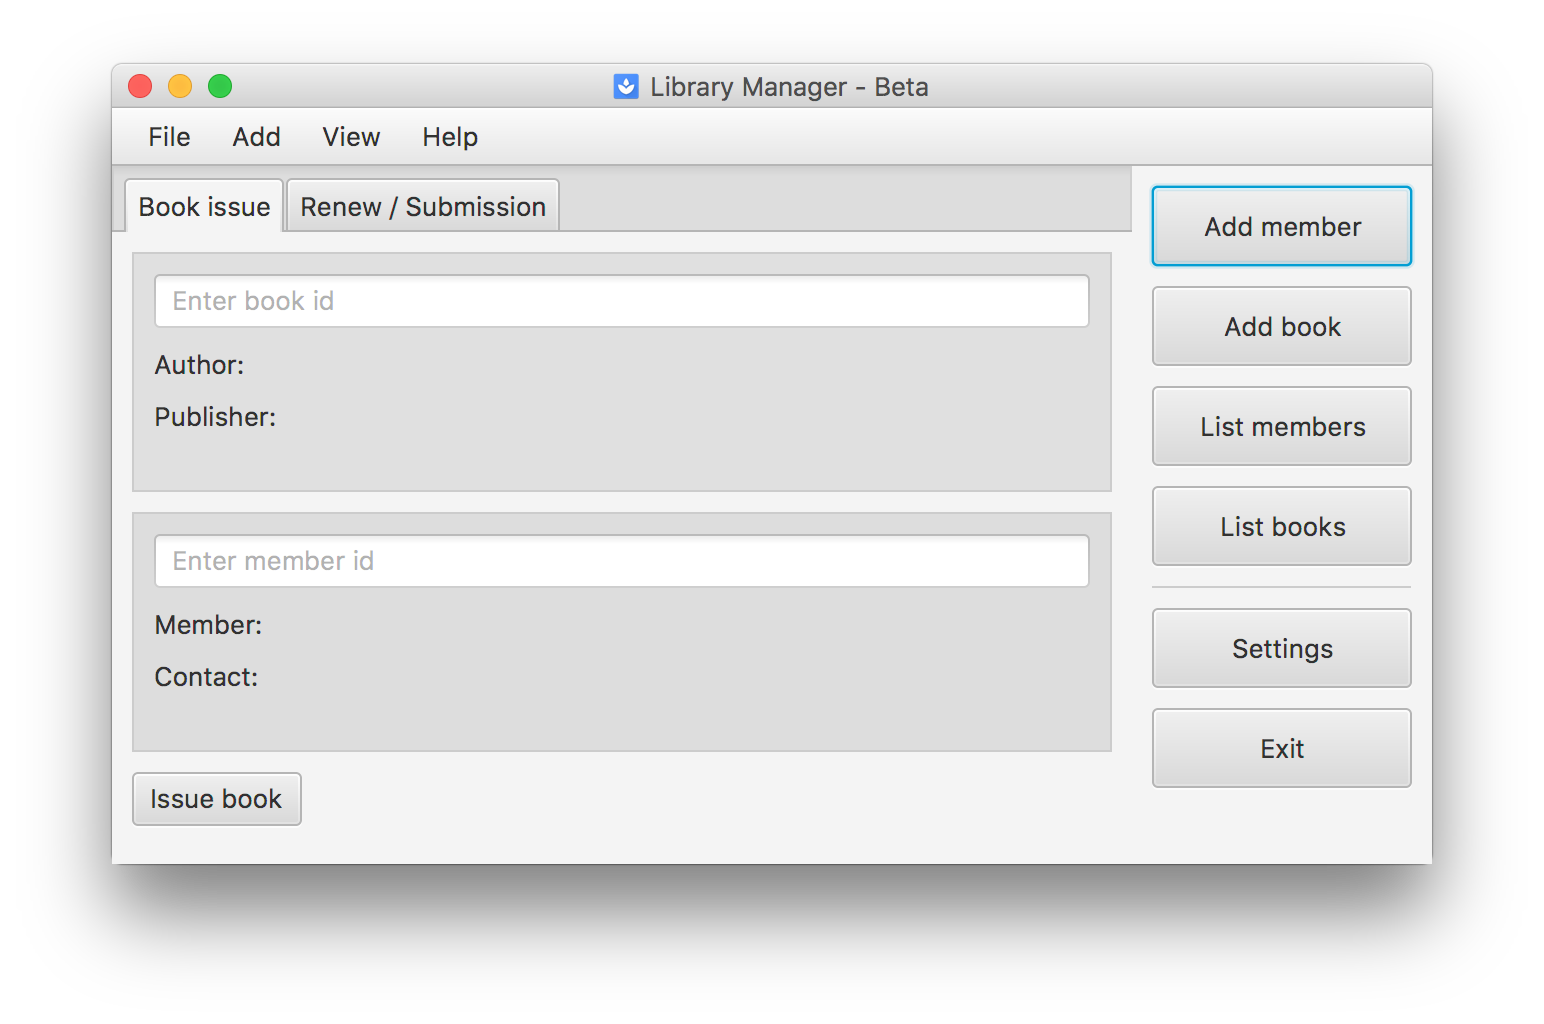 Library Manager - Beta
File Add View Help
Book issue Renew / Submission
Enter book id
Author:
Publisher:
Enter member id
Member:
Contact:
Issue book
Add member
Add book
List members
List books
Settings
Exit